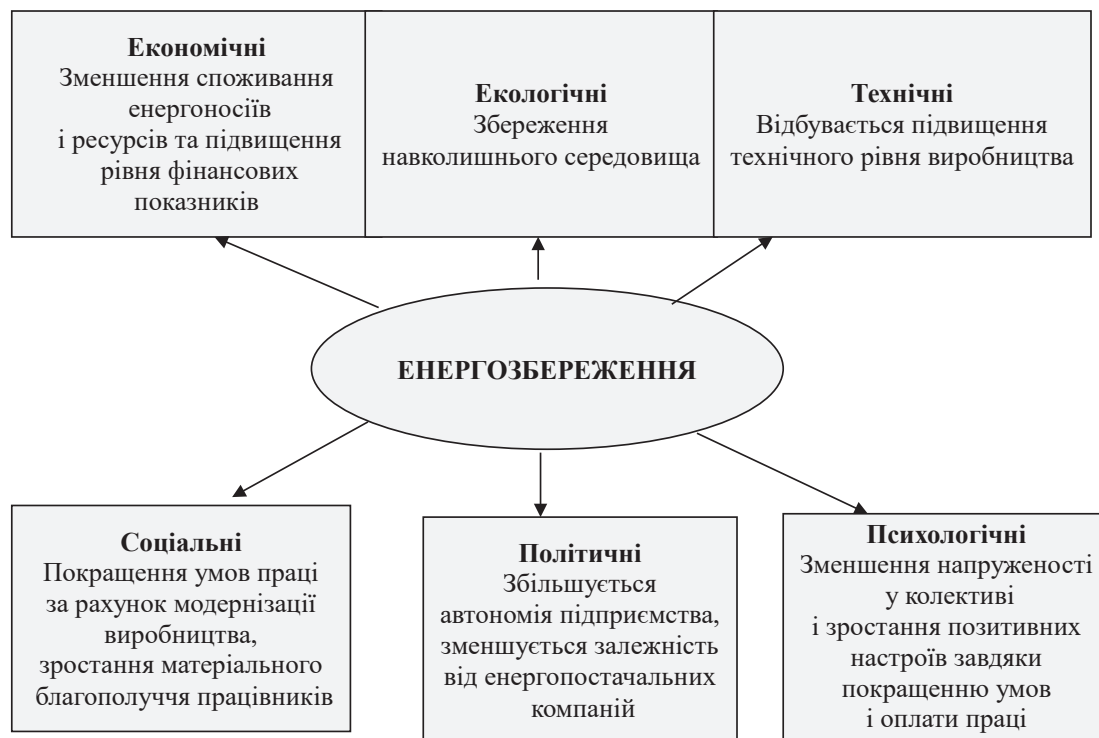 Економічні
Зменшення споживання
енергоносіїв
і ресурсів та підвищення
рівня фінансових
показників
Екологічні
Збереження
навколишнього середовища
Технічні
Відбувається підвищення
технічного рівня виробництва
ЕНЕРГОЗБЕРЕЖЕННЯ
Соціальні
Покращення умов праці
за рахунок модернізації
виробництва,
зростання матеріального
благополуччя працівників
Політичні
Збільшується
автономія підприємства,
зменшується залежність
від енергопостачальних
компаній
Психологічні
Зменшення напруженості
у колективі
і зростання позитивних
настроїв завдяки
покращенню умов
і оплати праці